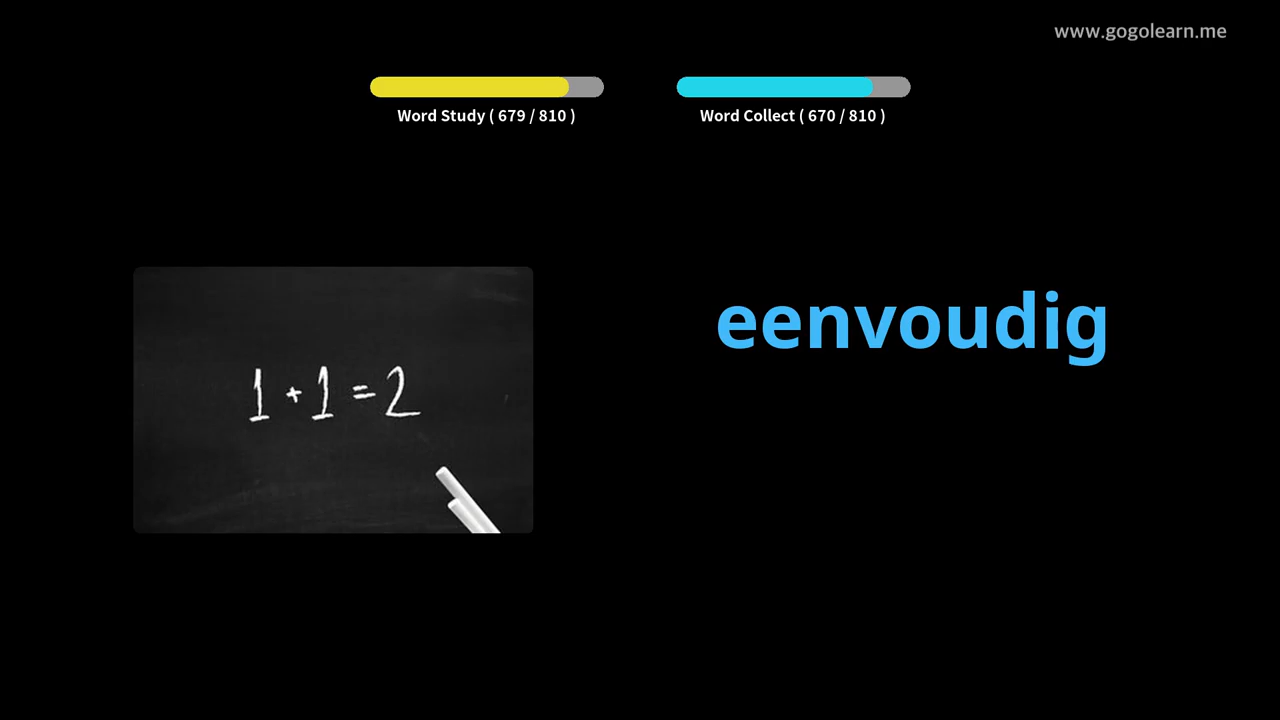 www.gogolearn.me
Word Study ( 679 / 810 )
Word Collect ( 670 / 810 )
eenvoudig
1 + 1 = 2